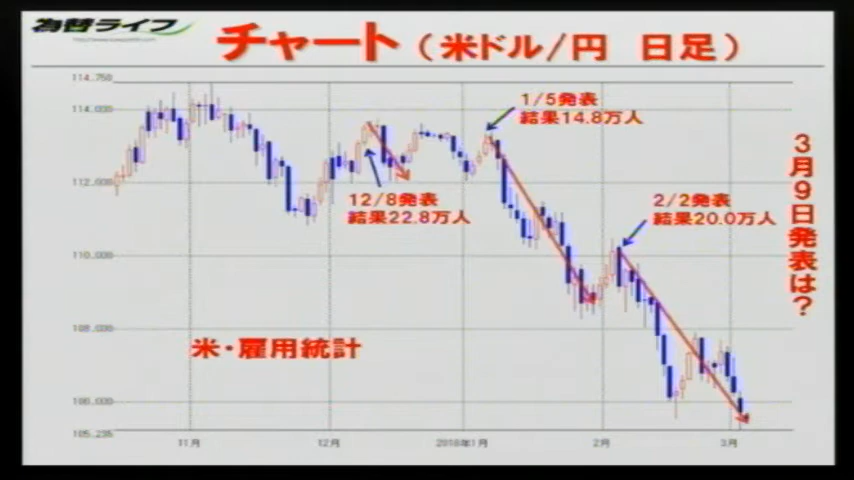 為替ライフ
チャート（米ドル/円　日足）
114.750
114.000
112.000
110.000
108.000
106.000
105.235
11月
12月
2018年1月
2月
3月
12/8発表
結果22.8万人
1/5発表
結果14.8万人
2/2発表
結果20.0万人
米・雇用統計
3月9日発表は？